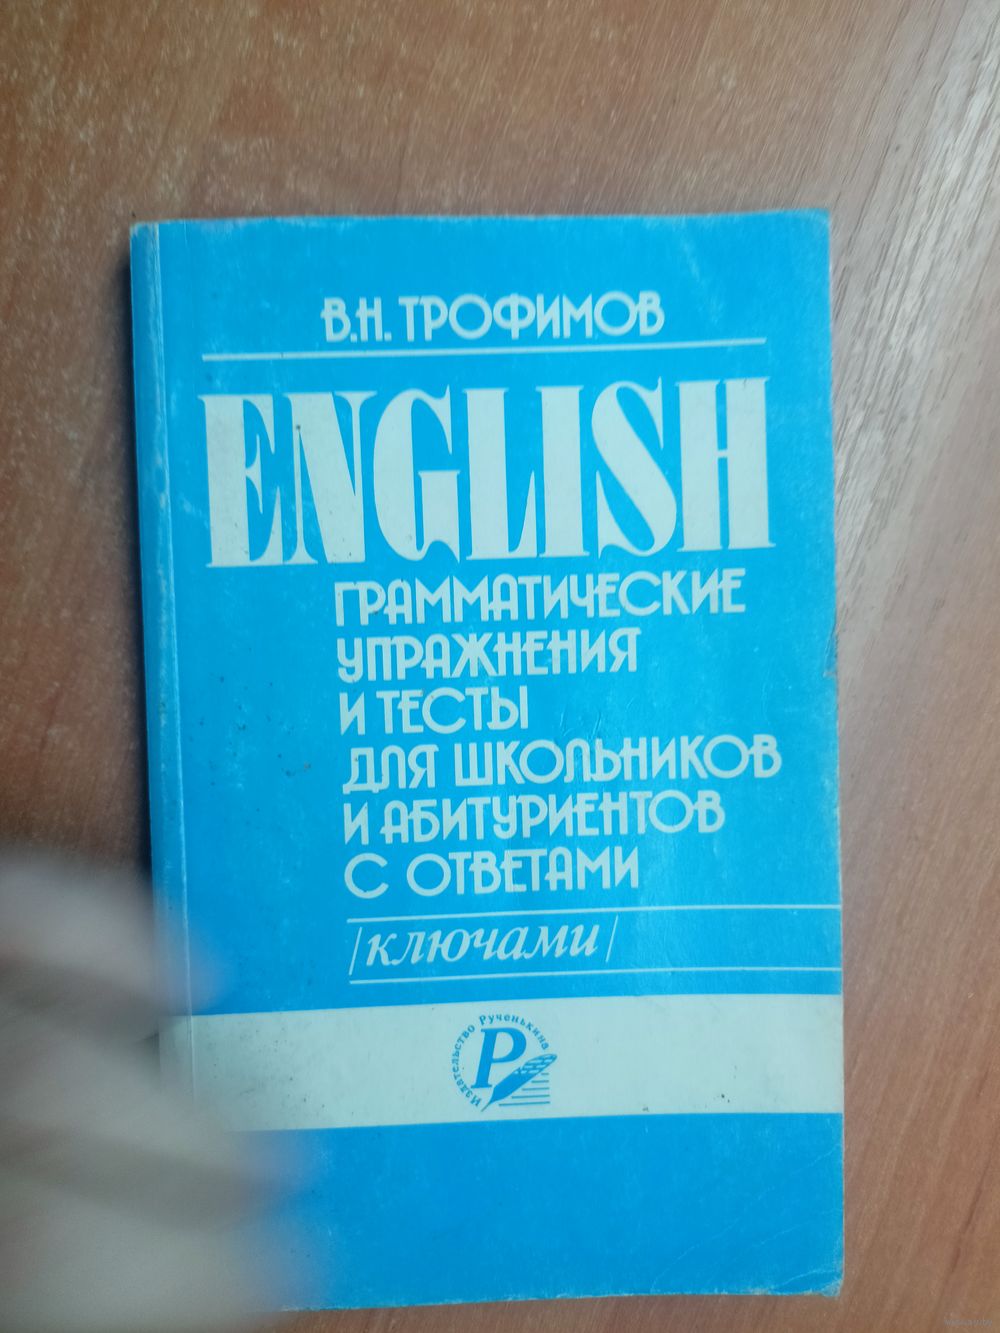 В.Н. ТРОФИМОВ
ENGLISH
ГРАММАТИЧЕСКИЕ
УПРАЖНЕНИЯ
И ТЕСТЫ
ДЛЯ ШКОЛЬНИКОВ
И АБИТУРИЕНТОВ
С ОТВЕТАМИ
/ключами/
Издательство Рученькина
Р